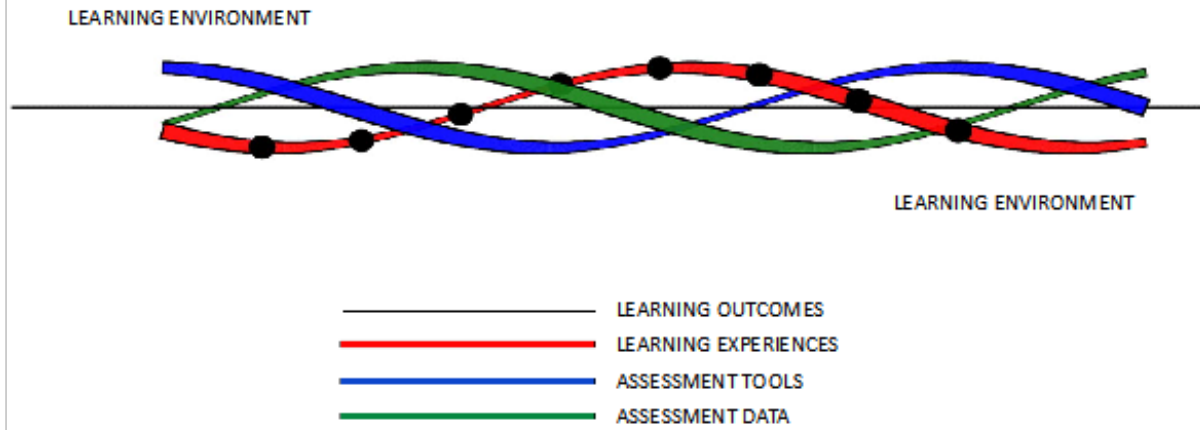 LEARNING ENVIRONMENT
LEARNING ENVIRONMENT
LEARNING OUTCOMES
LEARNING EXPERIENCES
ASSESSMENT TOOLS
ASSESSMENT DATA